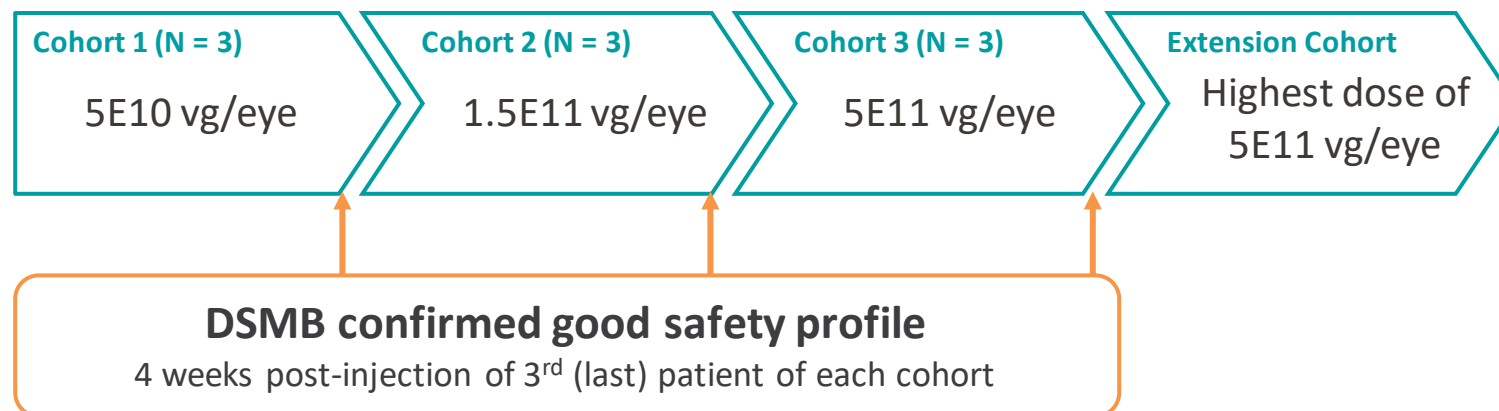 Cohort 1 (N = 3)
5E10 vg/eye
Cohort 2 (N = 3)
1.5E11 vg/eye
Cohort 3 (N = 3)
5E11 vg/eye
Extension Cohort
Highest dose of
5E11 vg/eye
DSMB confirmed good safety profile
4 weeks post-injection of 3rd (last) patient of each cohort